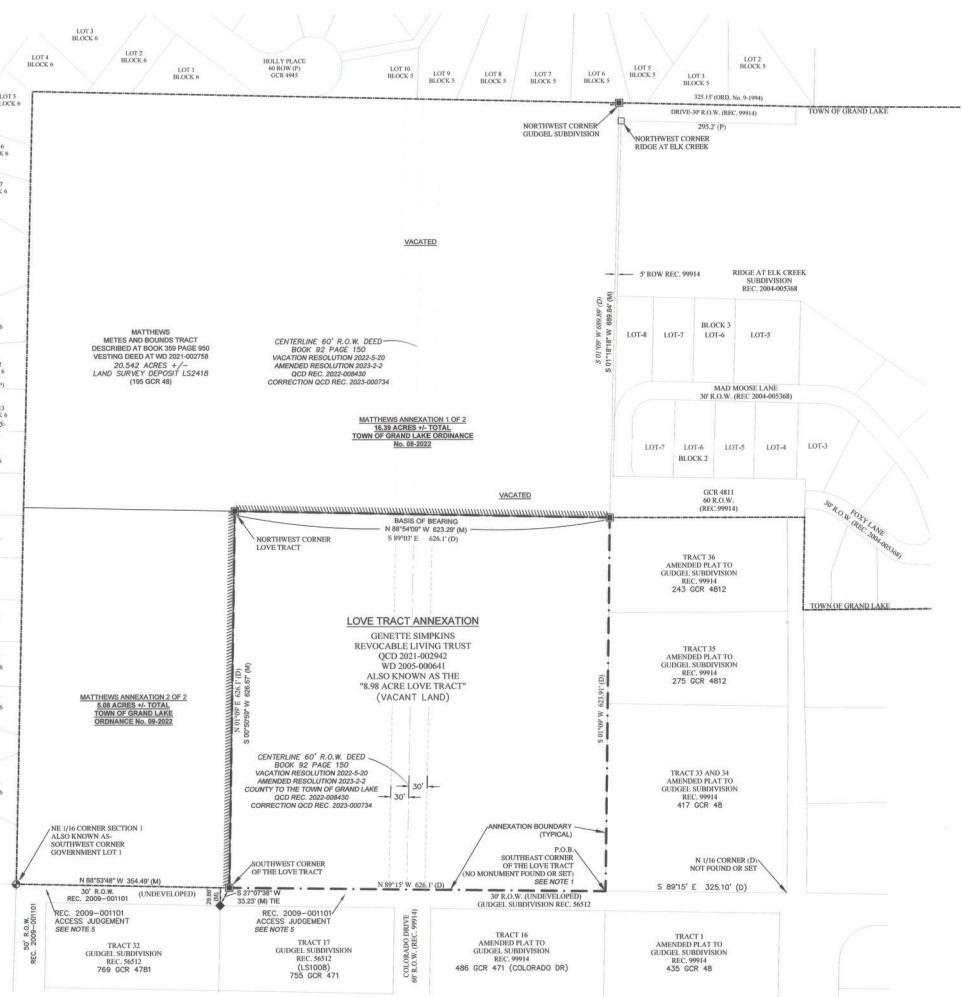 LOT 3
BLOCK 6
LOT 4
BLOCK 6
LOT 2
BLOCK 6
LOT 1
BLOCK 6
HOLLY PLACE
60 ROW (P)
GCR 4945
LOT 10
BLOCK 5
LOT 9
BLOCK 5
LOT 8
BLOCK 5
LOT 7
BLOCK 5
LOT 6
BLOCK 5
LOT 5
BLOCK 5
LOT 3
BLOCK 5
LOT 2
BLOCK 5
LOT 5
LOCK 6
325.15' (ORD. No. 9-1994)
TOWN OF GRAND LAKE
DRIVE-30' R.O.W. (REC. 99914)
295.2' (P)
NORTHWEST CORNER
GUDGEL SUBDIVISION
NORTHWEST CORNER
RIDGE AT ELK CREEK
VACATED
5' ROW REC. 99914
RIDGE AT ELK CREEK
SUBDIVISION
REC. 2004-005368
S 01°09' W 689.89' (D)
S 01°18'18" W 689.84' (M)
LOT-8
LOT-7
BLOCK 3
LOT-6
LOT-5
MATTHEWS
METES AND BOUNDS TRACT
DESCRIBED AT BOOK 359 PAGE 950
VESTING DEED AT WD 2021-002758
20.542 ACRES +/-
LAND SURVEY DEPOSIT LS2418
(195 GCR 48)
CENTERLINE 60' R.O.W. DEED
BOOK 92 PAGE 150
VACATION RESOLUTION 2022-5-20
AMENDED RESOLUTION 2023-2-2
QCD REC. 2022-008430
CORRECTION QCD REC. 2023-000734
MAD MOOSE LANE
30' R.O.W. (REC 2004-005368)
MATTHEWS ANNEXATION 1 OF 2
16.39 ACRES +/- TOTAL
TOWN OF GRAND LAKE ORDINANCE
No. 08-2022
LOT-7
LOT-6
BLOCK 2
LOT-5
LOT-4
LOT-3
VACATED
GCR 4811
60 R.O.W.
(REC.99914)
FOXY LANE
30' R.O.W. (REC. 2004-005368)
BASIS OF BEARING
N 88°54'09" W 623.29' (M)
S 89°03' E 626.1' (D)
NORTHWEST CORNER
LOVE TRACT
TRACT 36
AMENDED PLAT TO
GUDGEL SUBDIVISION
REC. 99914
243 GCR 4812
TOWN OF GRAND LAKE
LOVE TRACT ANNEXATION
GENETTE SIMPKINS
REVOCABLE LIVING TRUST
QCD 2021-002942
WD 2005-000641
ALSO KNOWN AS THE
"8.98 ACRE LOVE TRACT"
(VACANT LAND)
N 01°09' E 626.1' (D)
S 00°50'59" W 626.67' (M)
S 01°09' W 623.91' (D)
TRACT 35
AMENDED PLAT TO
GUDGEL SUBDIVISION
REC. 99914
275 GCR 4812
MATTHEWS ANNEXATION 2 OF 2
5.08 ACRES +/- TOTAL
TOWN OF GRAND LAKE
ORDNANCE No. 09-2022
CENTERLINE 60' R.O.W. DEED
BOOK 92 PAGE 150
VACATION RESOLUTION 2022-5-20
AMENDED RESOLUTION 2023-2-2
COUNTY TO THE TOWN OF GRAND LAKE
QCD REC. 2022-008430
CORRECTION QCD REC. 2023-000734
30'
30'
TRACT 33 AND 34
AMENDED PLAT TO
GUDGEL SUBDIVISION
REC. 99914
417 GCR 48
NE 1/16 CORNER SECTION 1
ALSO KNOWN AS-
SOUTHWEST CORNER
GOVERNMENT LOT 1
ANNEXATION BOUNDARY
(TYPICAL)
P.O.B.
SOUTHEAST CORNER
OF THE LOVE TRACT
(NO MONUMENT FOUND OR SET)
SEE NOTE 1
N 1/16 CORNER (D)
NOT FOUND OR SET
SOUTHWEST CORNER
OF THE LOVE TRACT
N 88°53'48" W 354.49' (M)
30' R.O.W.
REC. 2009-001101
(UNDEVELOPED)
S 27°07'38" W
33.23' (M) TIE
N 89°15' W 626.1' (D)
30' R.O.W. (UNDEVELOPED)
GUDGEL SUBDIVISION REC. 56512
S 89°15' E 325.10' (D)
50' R.O.W.
REC. 2009-001101
REC. 2009-001101
ACCESS JUDGEMENT
SEE NOTE 5
REC. 2009-001101
ACCESS JUDGEMENT
SEE NOTE 5
TRACT 32
GUDGEL SUBDIVISION
REC. 56512
769 GCR 4781
TRACT 17
GUDGEL SUBDIVISION
REC. 56512
(LS1008)
755 GCR 471
COLORADO DRIVE
60' R.O.W. (REC. 99914)
TRACT 16
AMENDED PLAT TO
GUDGEL SUBDIVISION
REC. 99914
486 GCR 471 (COLORADO DR)
TRACT 1
AMENDED PLAT TO
GUDGEL SUBDIVISION
REC. 99914
435 GCR 48